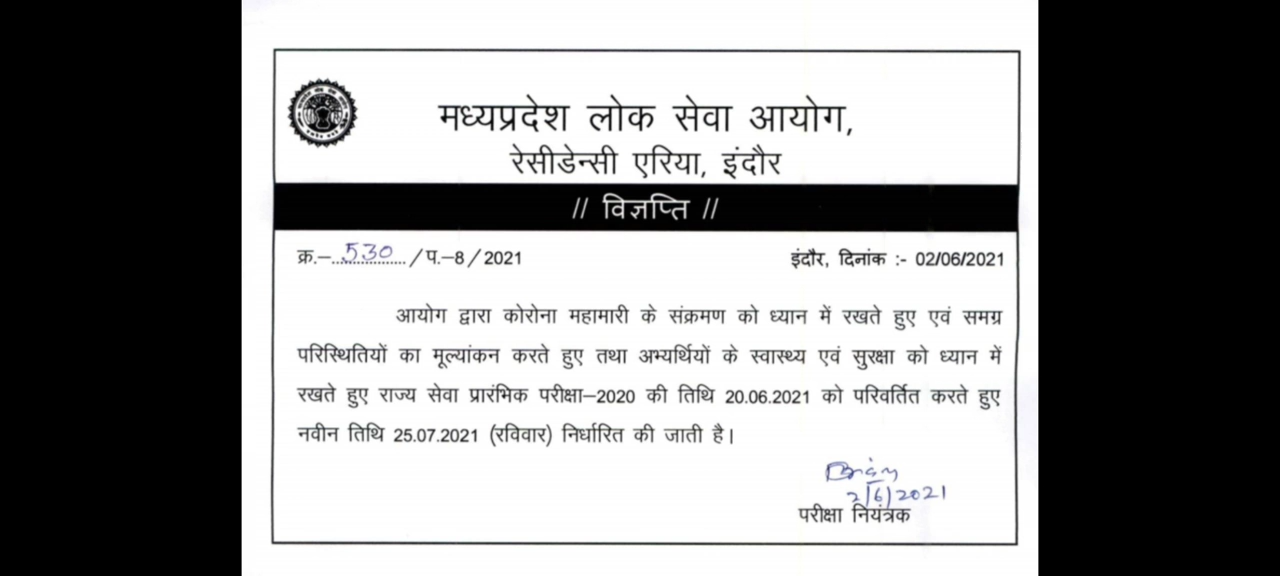 मध्यप्रदेश लोक सेवा आयोग,
रेसीडेन्सी एरिया, इंदौर
// विज्ञप्ति //
क्र.–..530../प.–8/2021 इंदौर, दिनांक :- 02/06/2021
आयोग द्वारा कोरोना महामारी के संक्रमण को ध्यान में रखते हुए एवं समग्र
परिस्थितियों का मूल्यांकन करते हुए तथा अभ्यर्थियों के स्वास्थ्य एवं सुरक्षा को ध्यान में
रखते हुए राज्य सेवा प्रारंभिक परीक्षा–2020 की तिथि 20.06.2021 को परिवर्तित करते हुए
नवीन तिथि 25.07.2021 (रविवार) निर्धारित की जाती है।
2/6/2021
परीक्षा नियंत्रक